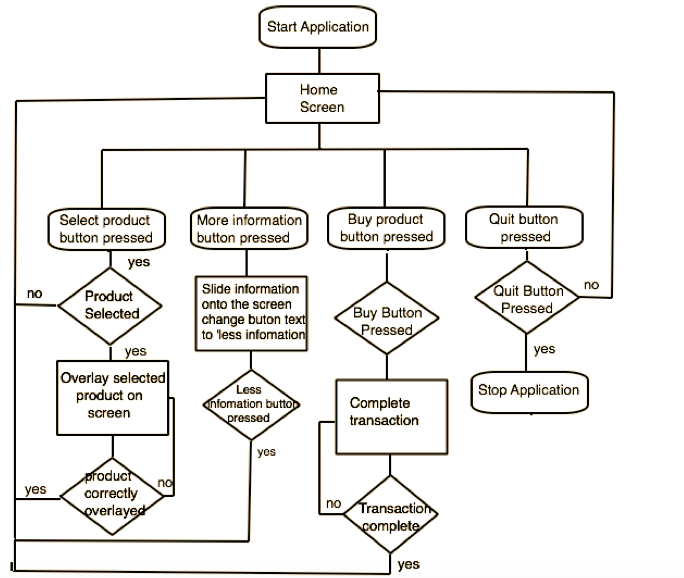 Start Application
Home
Screen
Select product
button pressed
More information
button pressed
Buy product
button pressed
Quit button
pressed
yes
no
Product
Selected
Slide information
onto the screen
change buton text
to 'less infomation
Buy Button
Pressed
Quit Button
Pressed
no
yes
yes
Overlay selected
product on
screen
Less
infomation button
pressed
Complete
transaction
Stop Application
yes
product
correctly
overlayed
yes
no
no
Transaction
complete
yes